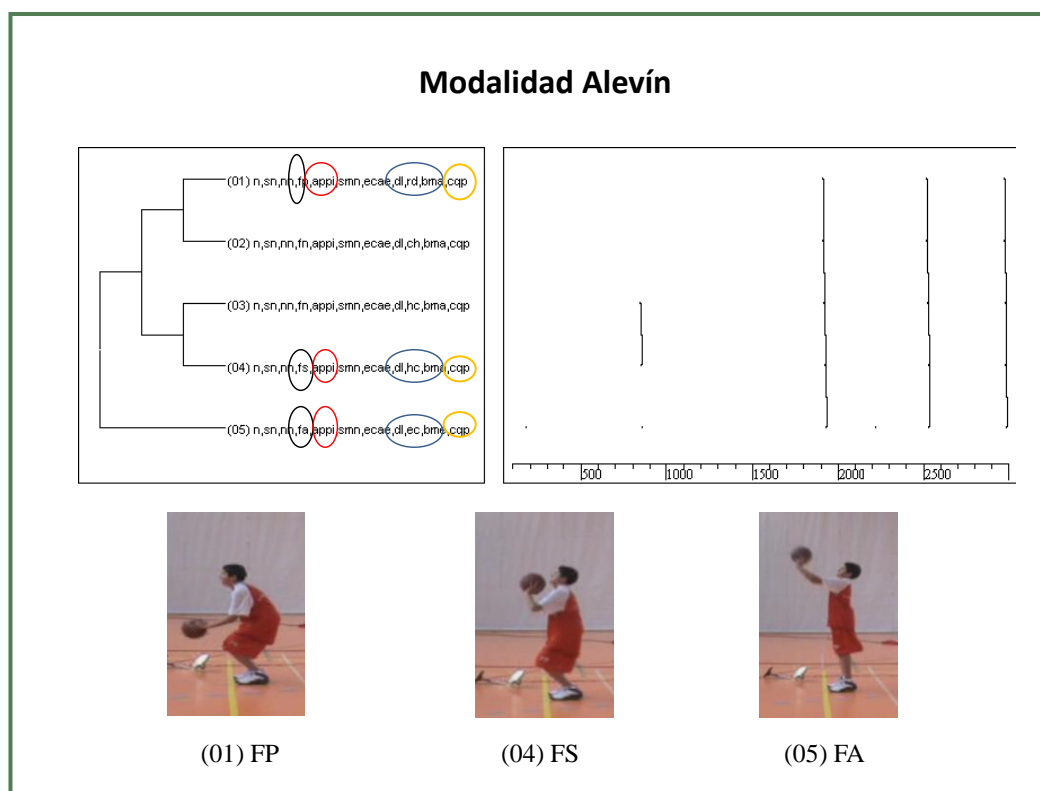 Modalidad Alevín
(01) n,sn,nn,fp,appi,smn,ecae,dl,rd,bma,cqp
(02) n,sn,nn,fn,appi,smn,ecae,dl,ch,bma,cqp
(03) n,sn,nn,fn,appi,smn,ecae,dl,hc,bma,cqp
(04) n,sn,nn,fs,appi,smn,ecae,dl,hc,bma,cqp
(05) n,sn,nn,fa,appi,smn,ecae,dl,ec,bme,cqp
500 1000 1500 2000 2500
(01) FP (04) FS (05) FA